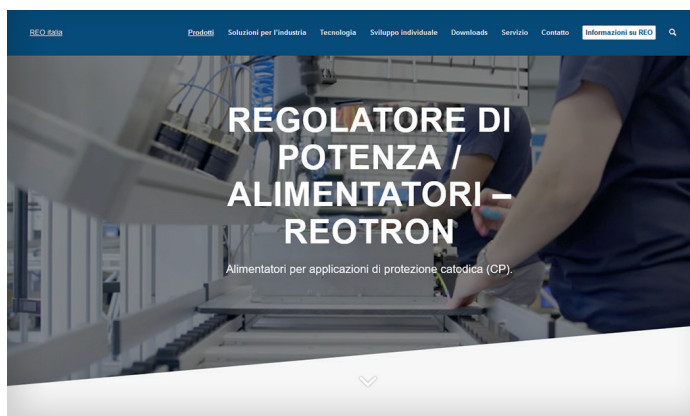 REO italia
Prodotti Soluzioni per l'industria Tecnologia Sviluppo individuale Downloads Servizio Contatto Informazioni su REO
REGOLATORE DI
POTENZA /
ALIMENTATORI –
REOTRON
Alimentatori per applicazioni di protezione catodica (CP).